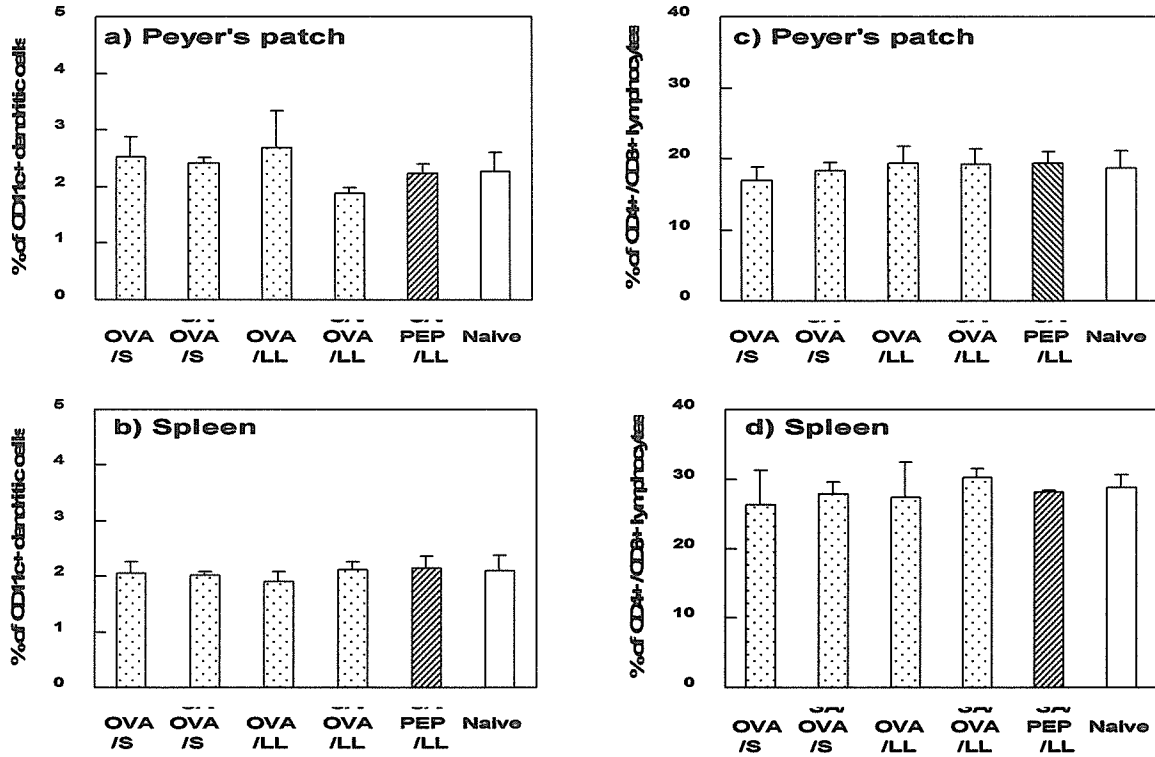 a) Peyer's patch
% of CD11c+ dendritic cells
5
4
3
2
1
0
OVA OVA OVA OVA PEP Naive
/S /S /LL /LL /LL
c) Peyer's patch
% of CD4+/CD3+ lymphocytes
40
30
20
10
0
OVA OVA OVA OVA PEP Naive
/S /S /LL /LL /LL
b) Spleen
% of CD11c+ dendritic cells
5
4
3
2
1
0
OVA OVA OVA OVA PEP Naive
/S /S /LL /LL /LL
d) Spleen
% of CD4+/CD3+ lymphocytes
40
30
20
10
0
SA/ SA/ SA/
OVA OVA OVA OVA PEP Naive
/S /S /LL /LL /LL